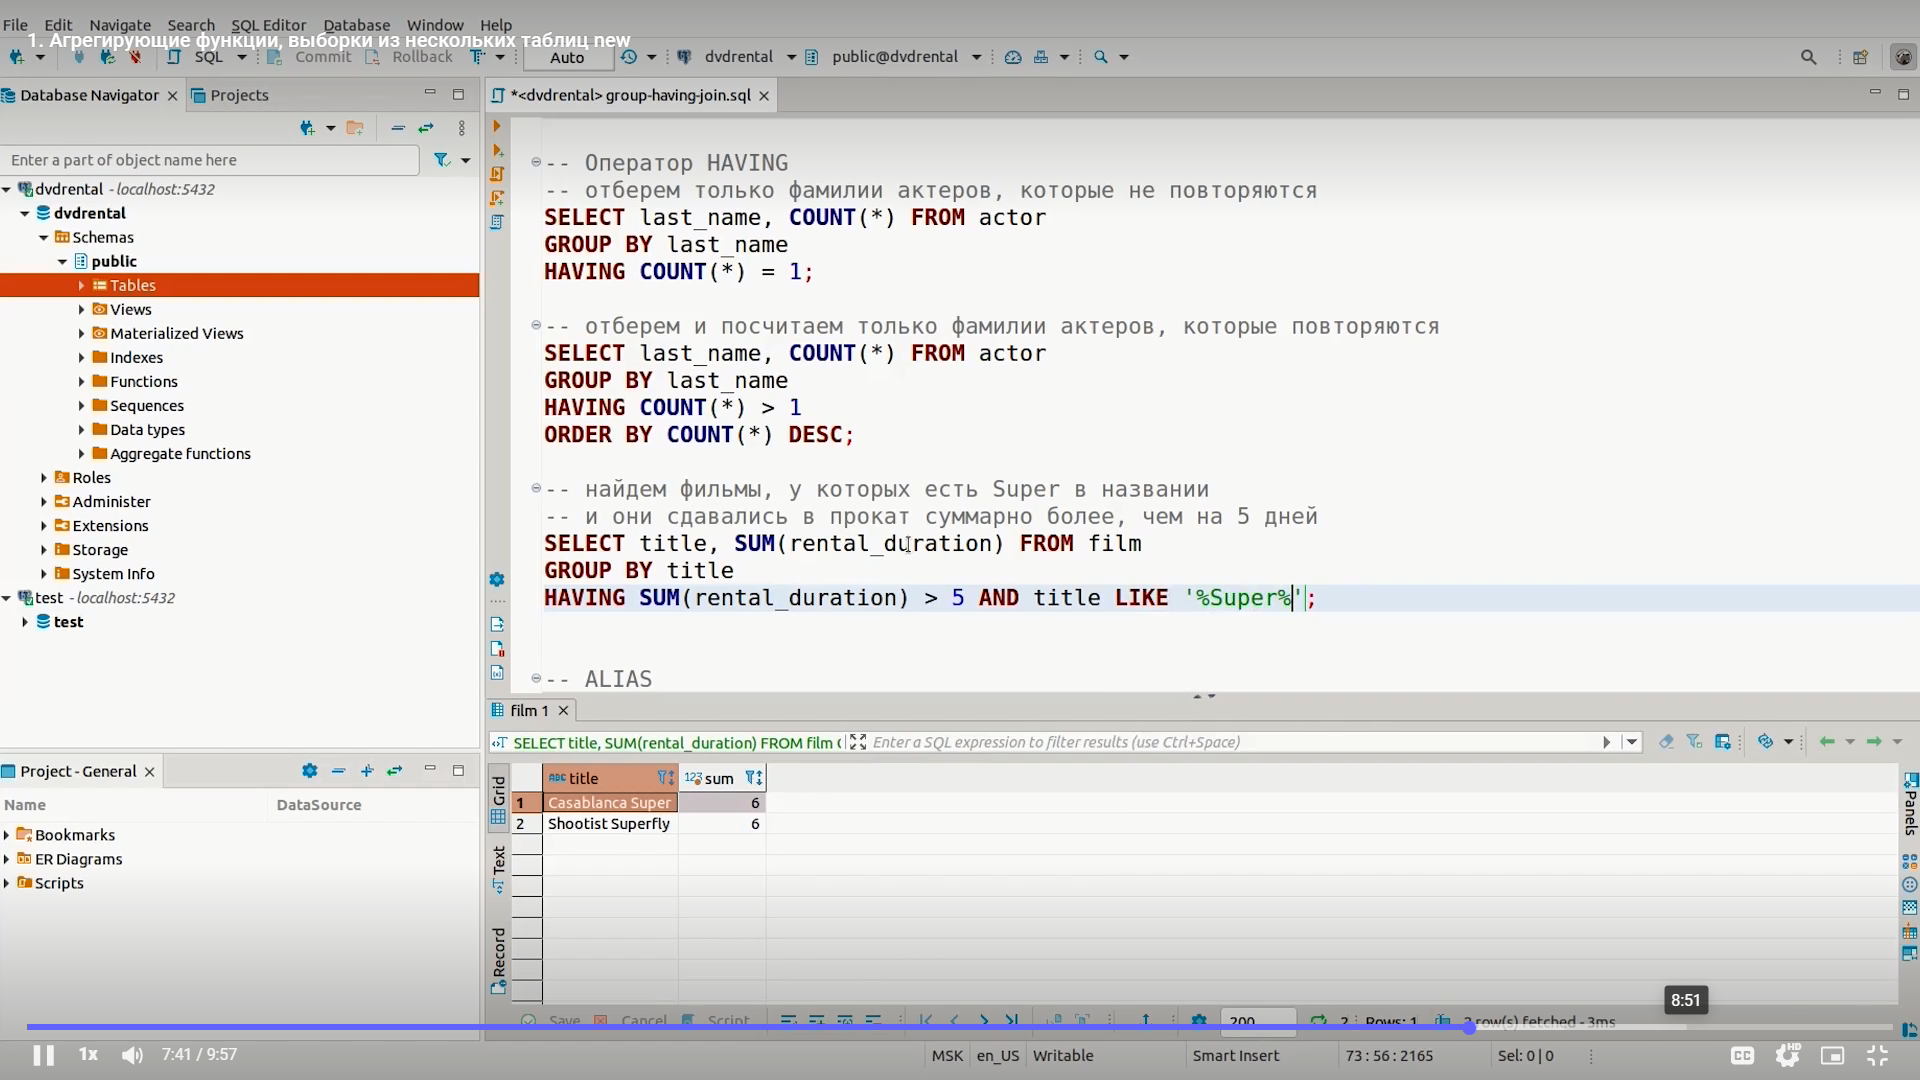 File Edit Navigate Search SQL Editor Database Window Help
1. Агрегирующие функции, выборки из нескольких таблиц new
SQL Commit Rollback Auto dvdrental public@dvdrental
Database Navigator Projects
*<dvdrental> group-having-join.sql
Enter a part of object name here
dvdrental - localhost:5432
dvdrental
Schemas
public
Tables
Views
Materialized Views
Indexes
Functions
Sequences
Data types
Aggregate functions
Roles
Administer
Extensions
Storage
System Info
test - localhost:5432
test
-- Оператор HAVING
-- отберем только фамилии актеров, которые не повторяются
SELECT last_name, COUNT(*) FROM actor
GROUP BY last_name
HAVING COUNT(*) = 1;
-- отберем и посчитаем только фамилии актеров, которые повторяются
SELECT last_name, COUNT(*) FROM actor
GROUP BY last_name
HAVING COUNT(*) > 1
ORDER BY COUNT(*) DESC;
-- найдем фильмы, у которых есть Super в названии
-- и они сдавались в прокат суммарно более, чем на 5 дней
SELECT title, SUM(rental_duration) FROM film
GROUP BY title
HAVING SUM(rental_duration) > 5 AND title LIKE '%Super%';
-- ALIAS
Project - General
Name DataSource
Bookmarks
ER Diagrams
Scripts
film 1
SELECT title, SUM(rental_duration) FROM film Enter a SQL expression to filter results (use Ctrl+Space)
Grid
Text
Record
Panels
ABC title 123 sum
1 Casablanca Super 6
2 Shootist Superfly 6
8:51
Save Cancel Script 200 2 Rows: 1 2 row(s) fetched - 3ms
1x 7:41 / 9:57
MSK en_US Writable Smart Insert 73 : 56 : 2165 Sel: 0 | 0
CC HD